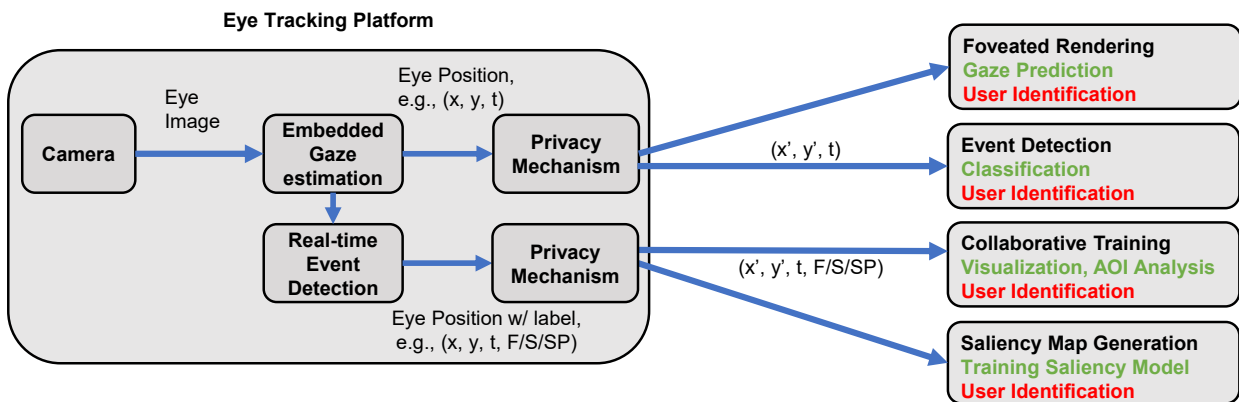 Eye Tracking Platform
Camera
Eye
Image
Embedded
Gaze
estimation
Eye Position,
e.g., (x, y, t)
Privacy
Mechanism
Real-time
Event
Detection
Eye Position w/ label,
e.g., (x, y, t, F/S/SP)
Privacy
Mechanism
(x’, y’, t)
(x’, y’, t, F/S/SP)
Foveated Rendering
Gaze Prediction
User Identification
Event Detection
Classification
User Identification
Collaborative Training
Visualization, AOI Analysis
User Identification
Saliency Map Generation
Training Saliency Model
User Identification